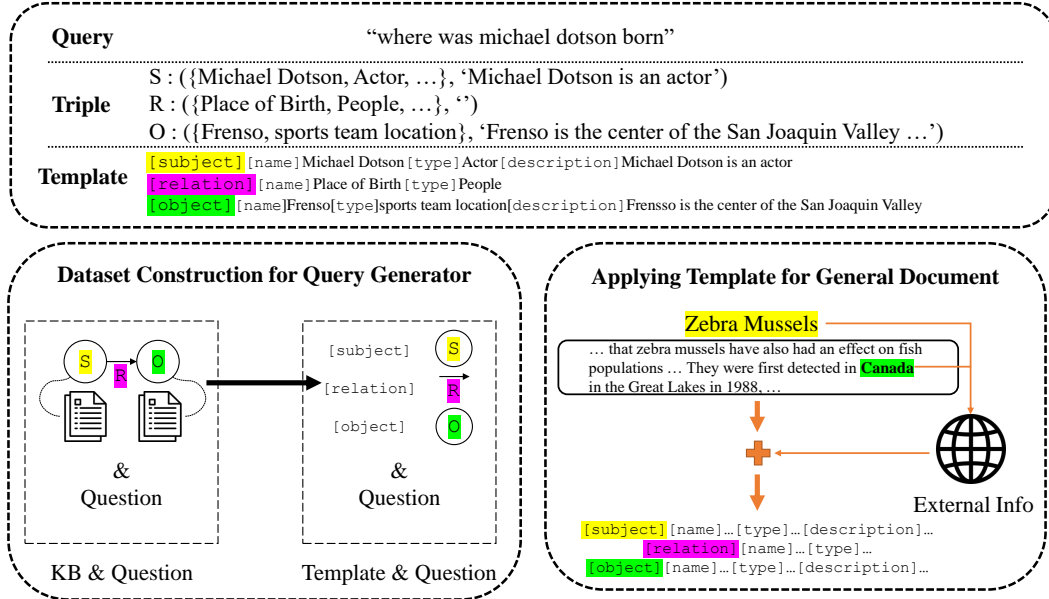 Query “where was michael dotson born”
S : ({Michael Dotson, Actor, …}, ‘Michael Dotson is an actor’)
Triple R : ({Place of Birth, People, …}, ‘’)
O : ({Frenso, sports team location}, ‘Frenso is the center of the San Joaquin Valley …’)
Template [subject][name]Michael Dotson[type]Actor[description]Michael Dotson is an actor
[relation][name]Place of Birth[type]People
[object][name]Frenso[type]sports team location[description]Frensso is the center of the San Joaquin Valley
Dataset Construction for Query Generator
S O
R
&
Question
KB & Question
[subject] S
[relation] R
[object] O
&
Question
Template & Question
Applying Template for General Document
Zebra Mussels
… that zebra mussels have also had an effect on fish
populations … They were first detected in Canada
in the Great Lakes in 1988, …
External Info
[subject][name]…[type]…[description]…
[relation][name]…[type]…
[object][name]…[type]…[description]…